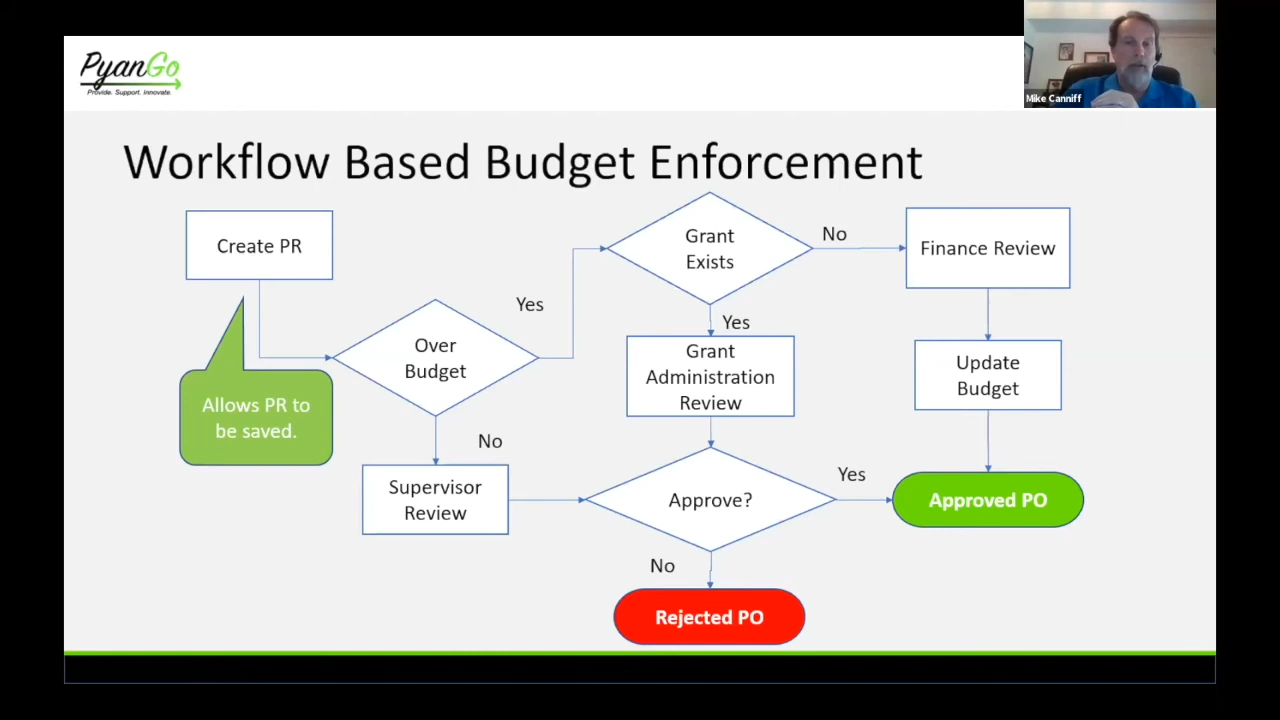 PyanGo
Provide. Support. Innovate.
Mike Canniff
Workflow Based Budget Enforcement
Create PR
Allows PR to
be saved.
Over
Budget
Yes
No
Supervisor
Review
Grant
Exists
No
Yes
Grant
Administration
Review
Approve?
Yes
No
Rejected PO
Finance Review
Update
Budget
Approved PO